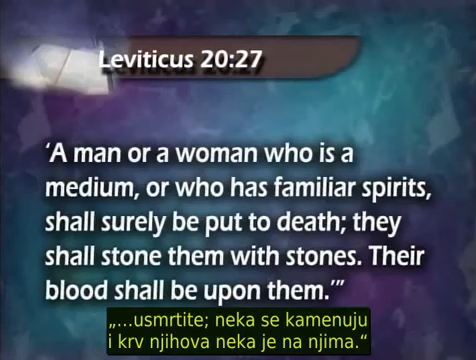 Leviticus 20:27
‘A man or a woman who is a
medium, or who has familiar spirits,
shall surely be put to death; they
shall stone them with stones. Their
blood shall be upon them.’”
„...usmrtite; neka se kamenuju
i krv njihova neka je na njima.“